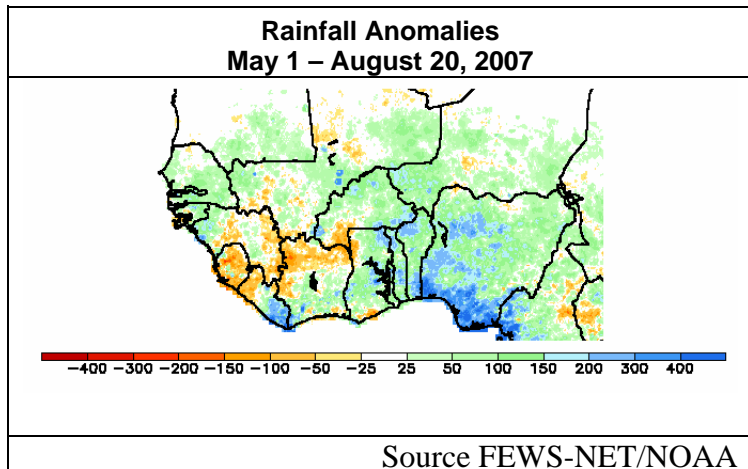 Rainfall Anomalies
May 1 – August 20, 2007
-400 -300 -200 -150 -100 -50 -25 25 50 100 150 200 300 400
Source FEWS-NET/NOAA